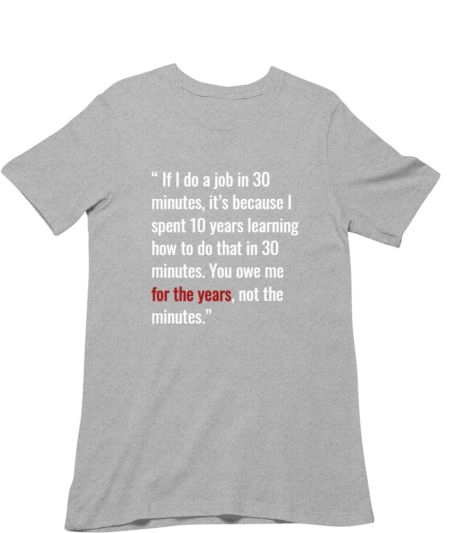 “ If I do a job in 30
minutes, it’s because I
spent 10 years learning
how to do that in 30
minutes. You owe me
for the years, not the
minutes.”